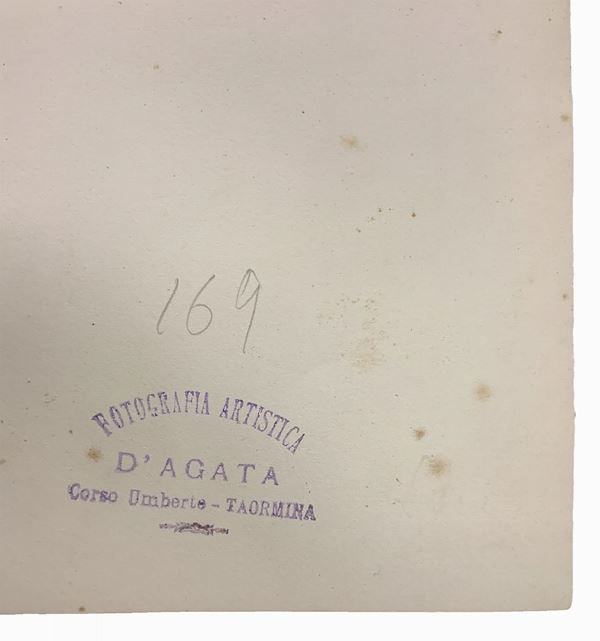 169
FOTOGRAFIA ARTISTICA
D'AGATA
Corso Umberto - TAORMINA